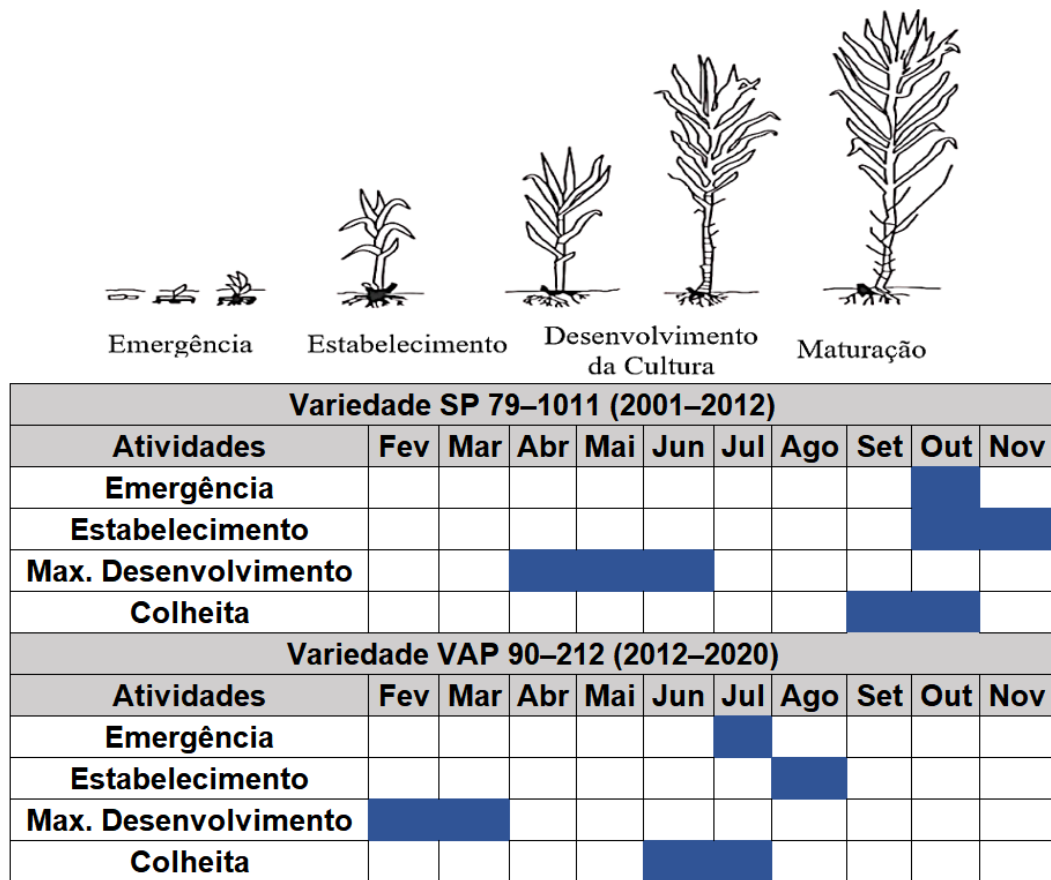 Emergência
Estabelecimento
Desenvolvimento
da Cultura
Maturação
Variedade SP 79–1011 (2001–2012)
Atividades Fev Mar Abr Mai Jun Jul Ago Set Out Nov
Emergência
Estabelecimento
Max. Desenvolvimento
Colheita
Variedade VAP 90–212 (2012–2020)
Atividades Fev Mar Abr Mai Jun Jul Ago Set Out Nov
Emergência
Estabelecimento
Max. Desenvolvimento
Colheita